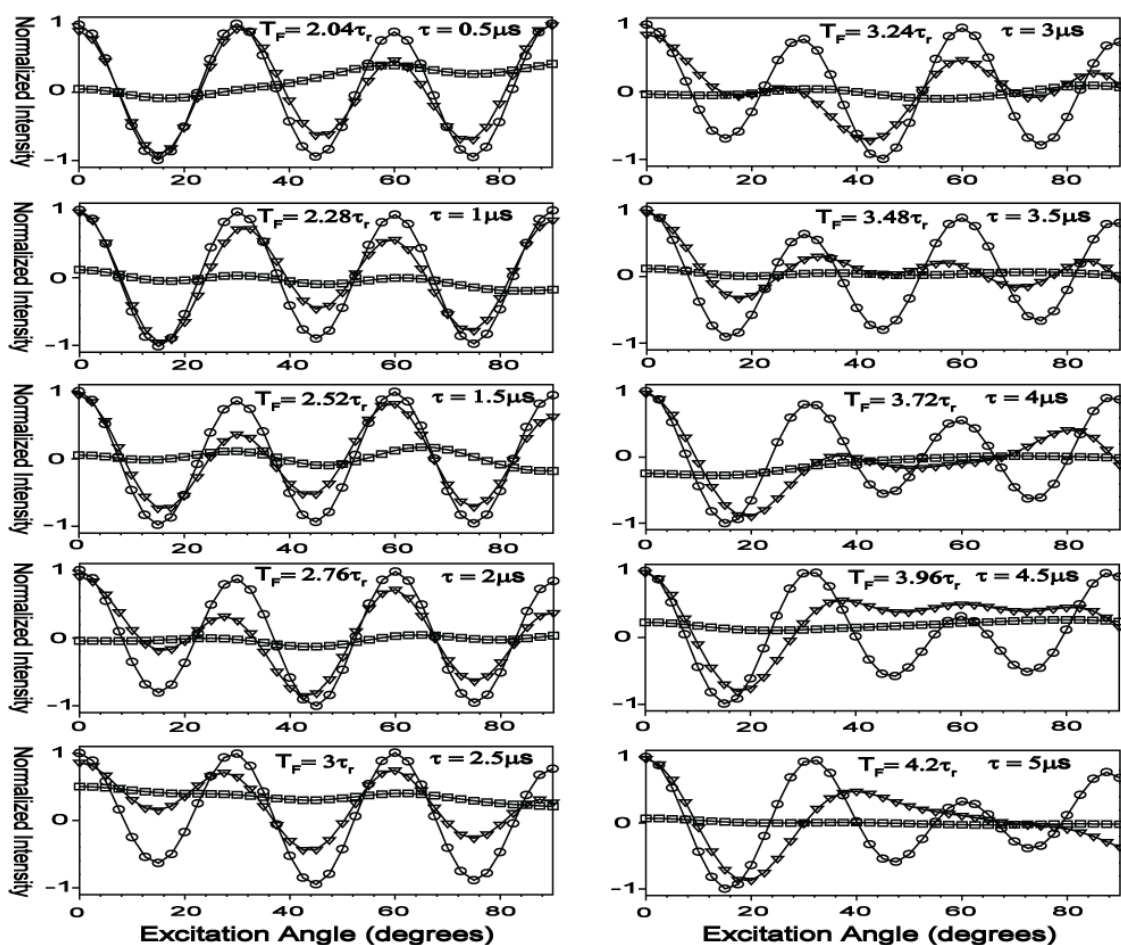 Normalized Intensity
T_F = 2.04τ_r τ = 0.5μs
1
0
−1
0 20 40 60 80
Normalized Intensity
T_F = 2.28τ_r τ = 1μs
1
0
−1
0 20 40 60 80
Normalized Intensity
T_F = 2.52τ_r τ = 1.5μs
1
0
−1
0 20 40 60 80
Normalized Intensity
T_F = 2.76τ_r τ = 2μs
1
0
−1
0 20 40 60 80
Normalized Intensity
T_F = 3τ_r τ = 2.5μs
1
0
−1
0 20 40 60 80
Excitation Angle (degrees)
T_F = 3.24τ_r τ = 3μs
1
0
−1
0 20 40 60 80
T_F = 3.48τ_r τ = 3.5μs
1
0
−1
0 20 40 60 80
T_F = 3.72τ_r τ = 4μs
1
0
−1
0 20 40 60 80
T_F = 3.96τ_r τ = 4.5μs
1
0
−1
0 20 40 60 80
T_F = 4.2τ_r τ = 5μs
1
0
−1
0 20 40 60 80
Excitation Angle (degrees)